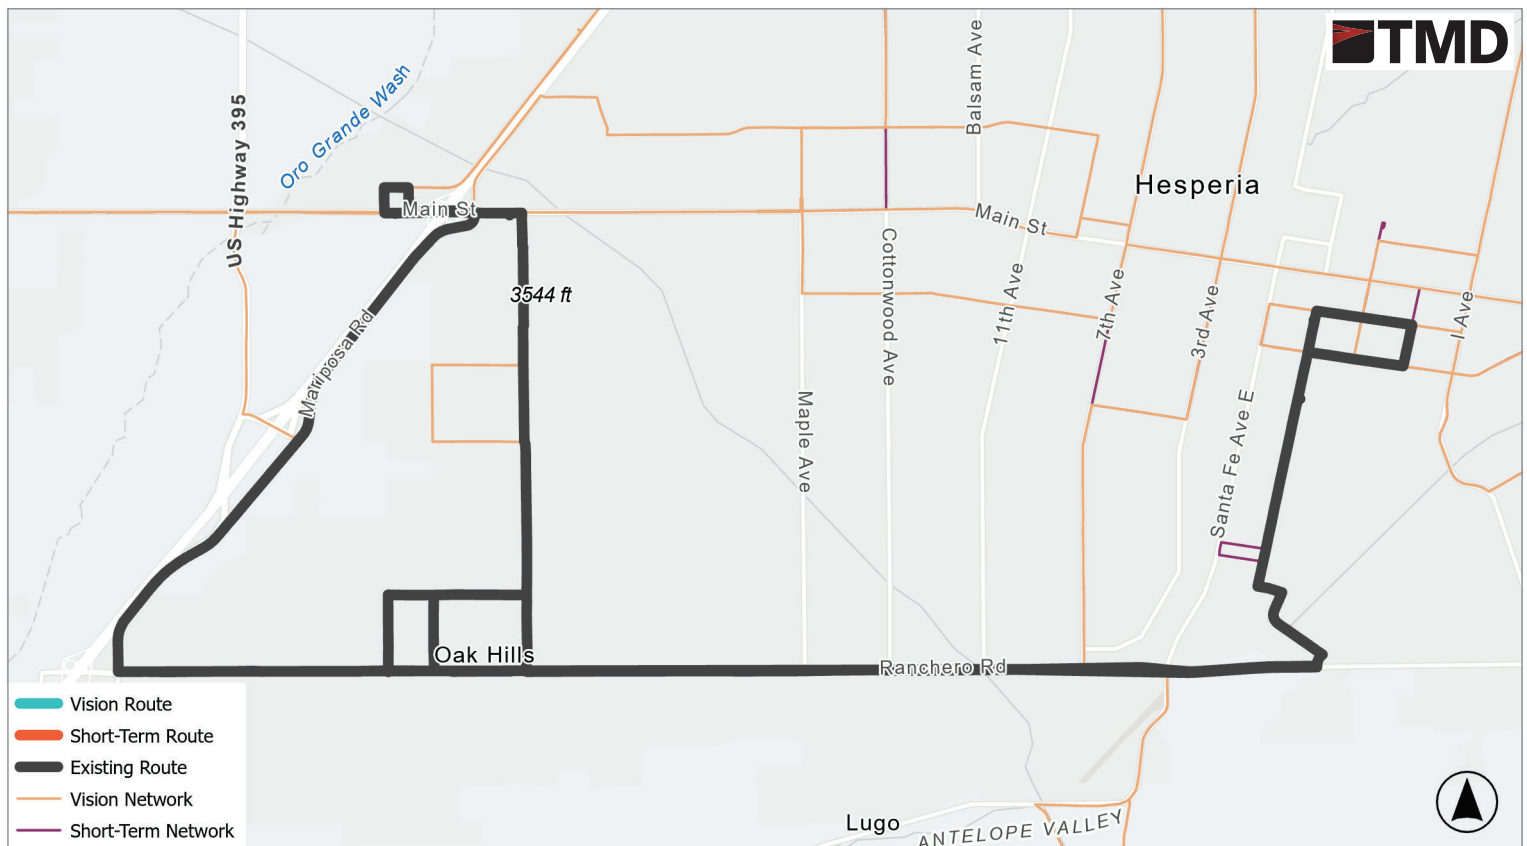 TMD
US Highway 395
Oro Grande Wash
Balsam Ave
Hesperia
Main St
Main St
3544 ft
Mariposa Rd
Cottonwood Ave
11th Ave
7th Ave
3rd Ave
I Ave
Maple Ave
Santa Fe Ave E
Oak Hills
Ranchero Rd
Vision Route
Short-Term Route
Existing Route
Vision Network
Short-Term Network
Lugo
ANTELOPE VALLEY